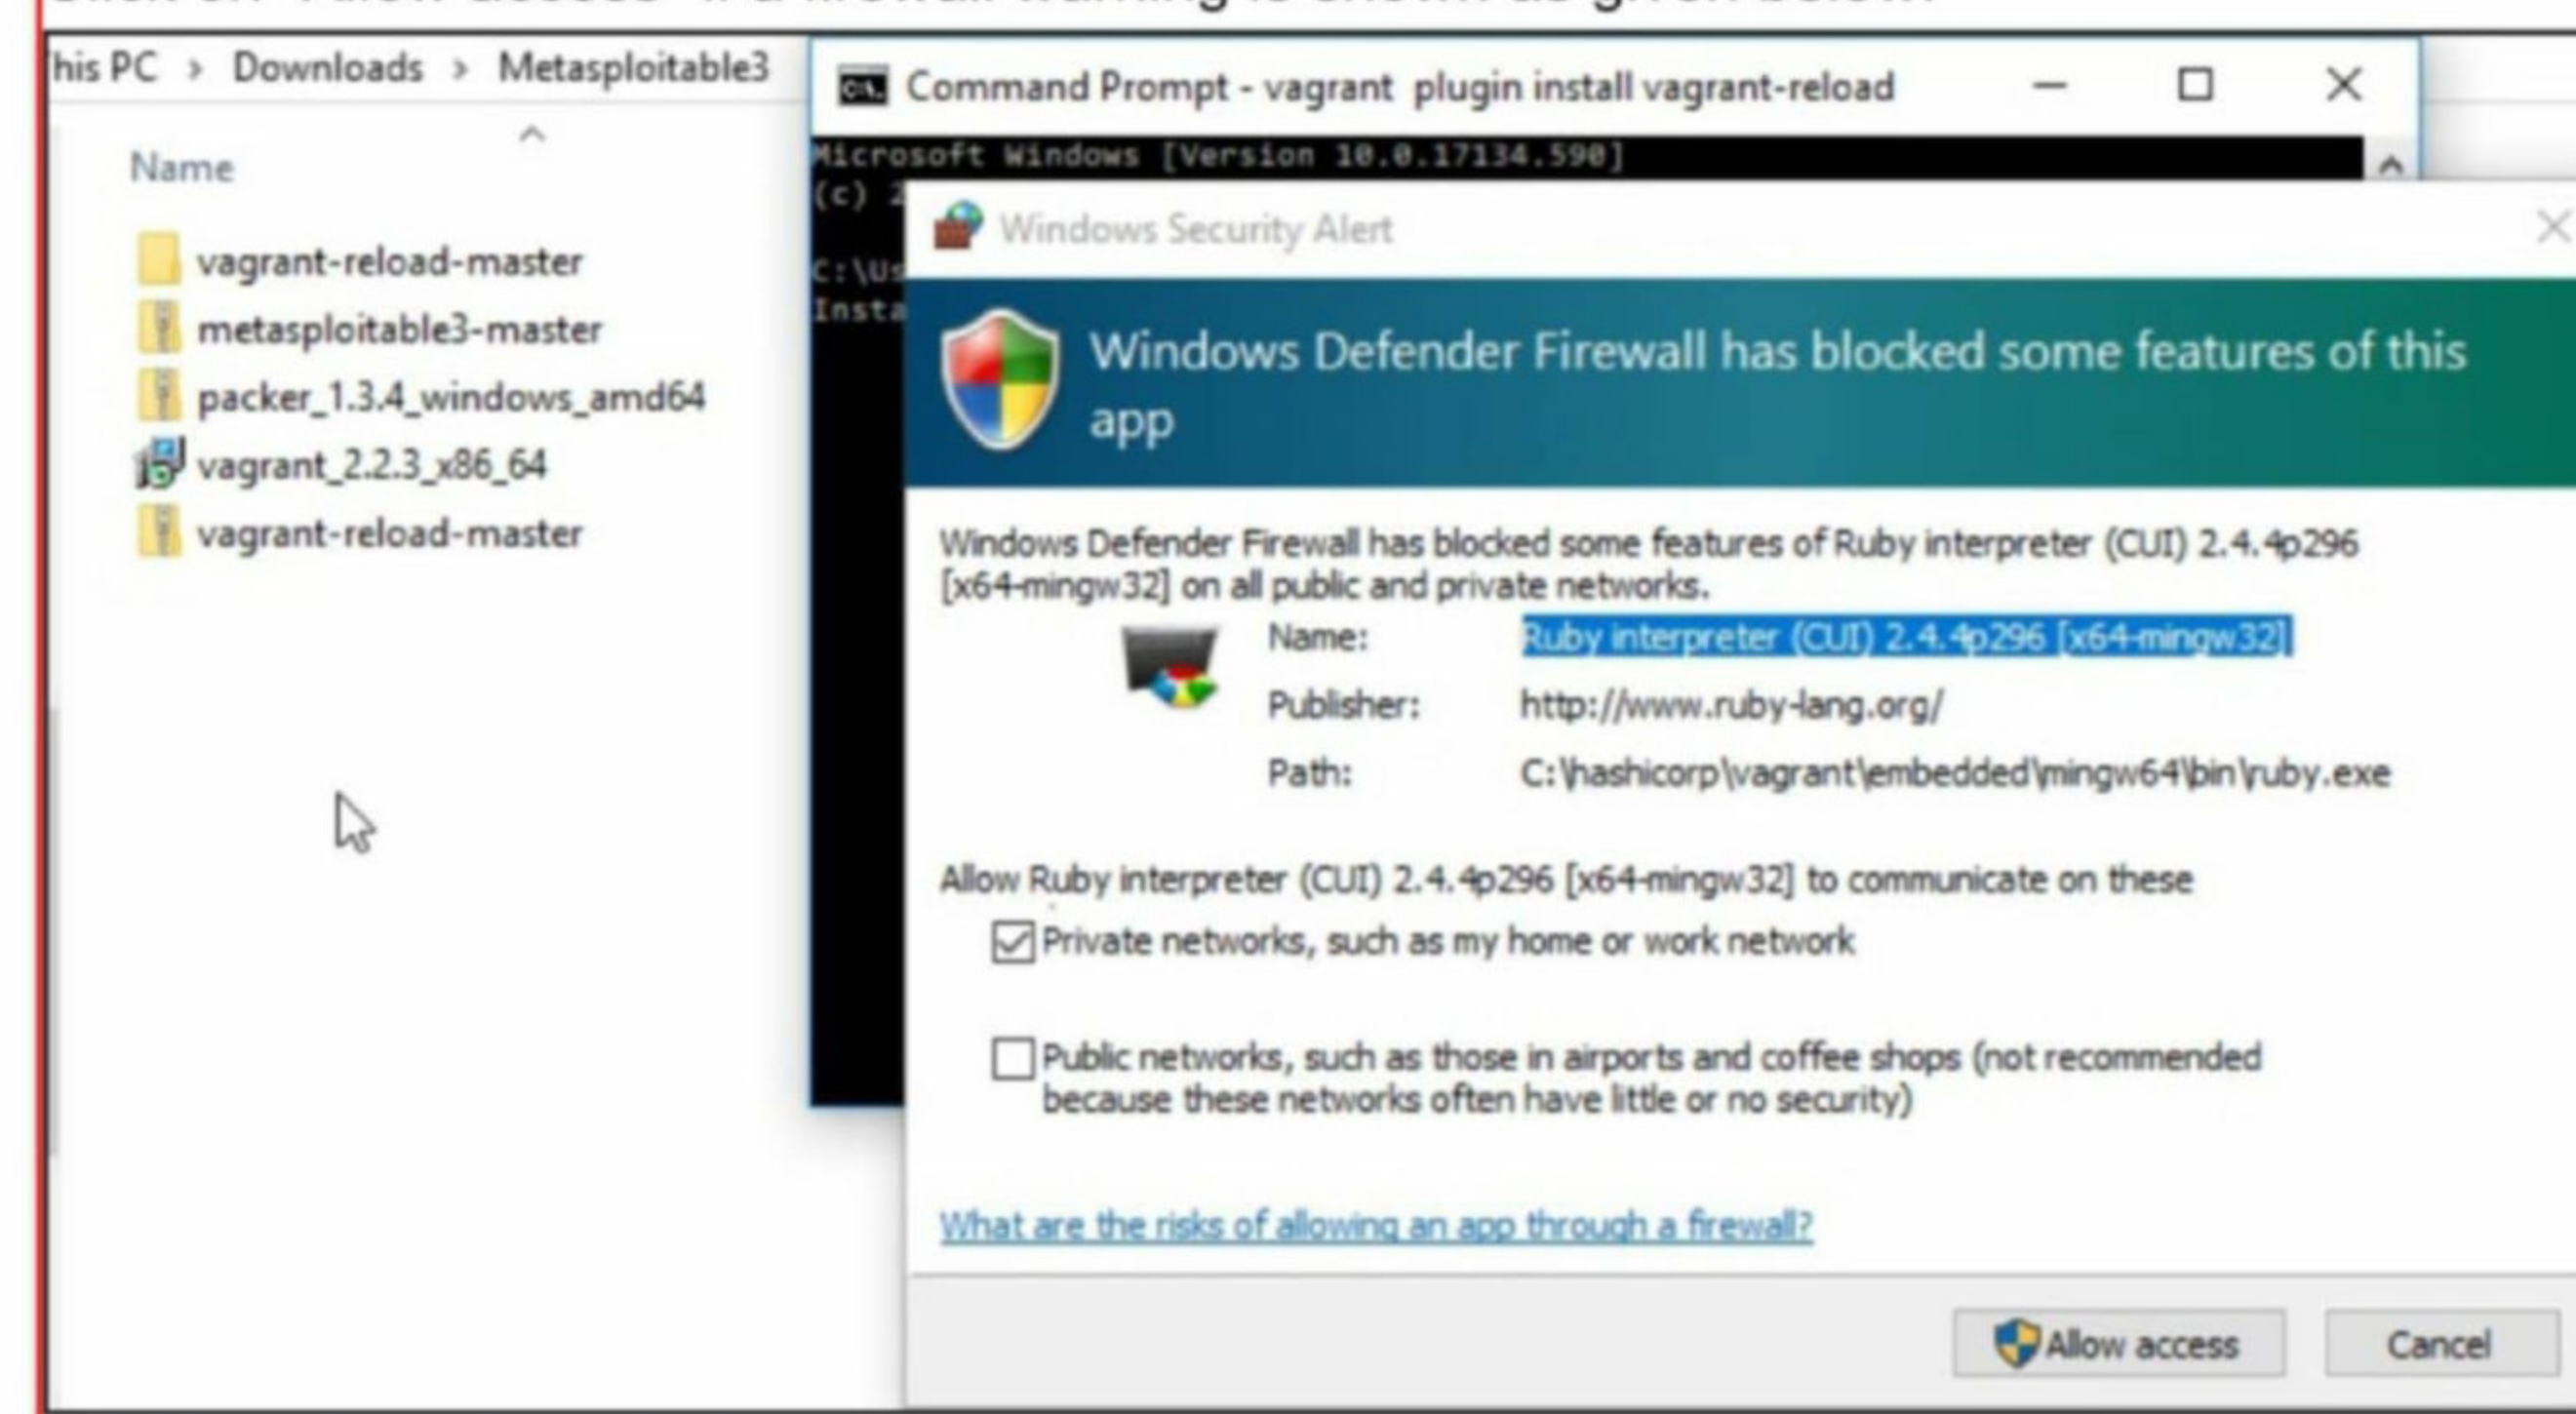 his PC › Downloads › Metasploitable3
Name
vagrant-reload-master
metasploitable3-master
packer_1.3.4_windows_amd64
vagrant_2.2.3_x86_64
vagrant-reload-master
Command Prompt - vagrant plugin install vagrant-reload
Microsoft Windows [Version 10.0.17134.590]
(c) 2
C:\Us
Insta
Windows Security Alert
Windows Defender Firewall has blocked some features of this
app
Windows Defender Firewall has blocked some features of Ruby interpreter (CUI) 2.4.4p296
[x64-mingw32] on all public and private networks.
Name: Ruby interpreter (CUI) 2.4.4p296 [x64-mingw32]
Publisher: http://www.ruby-lang.org/
Path: C:\hashicorp\vagrant\embedded\mingw64\bin\ruby.exe
Allow Ruby interpreter (CUI) 2.4.4p296 [x64-mingw32] to communicate on these
Private networks, such as my home or work network
Public networks, such as those in airports and coffee shops (not recommended
because these networks often have little or no security)
What are the risks of allowing an app through a firewall?
Allow access
Cancel